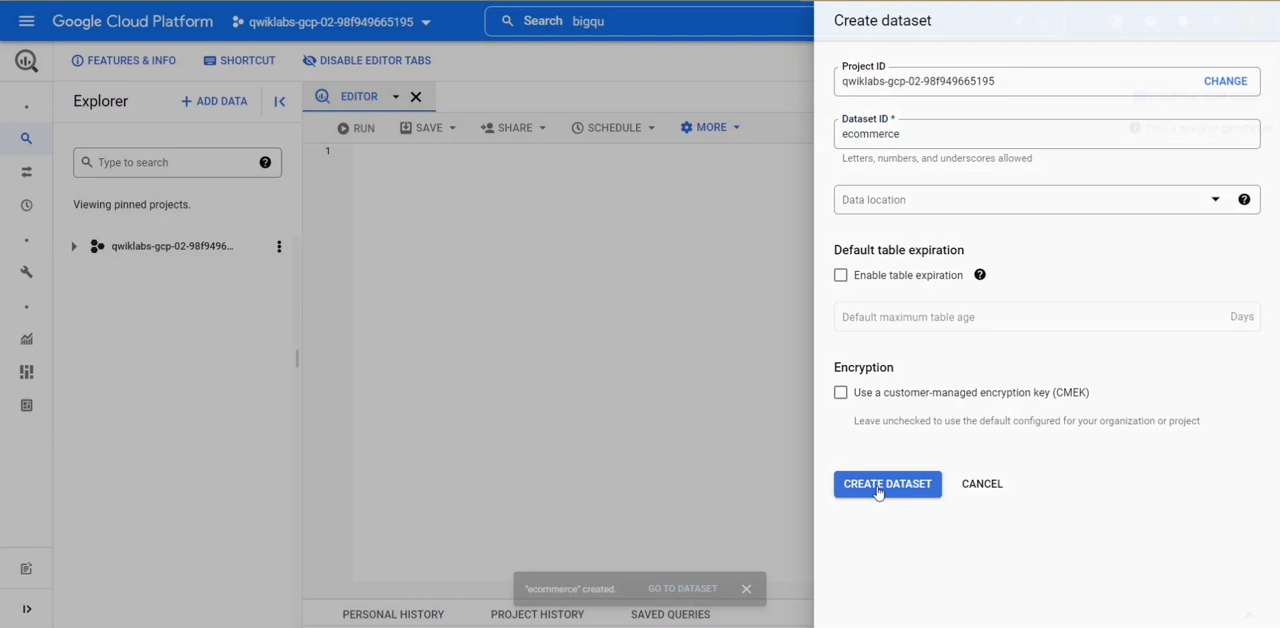 Google Cloud Platform
qwiklabs-gcp-02-98f949665195
Search bigqu
FEATURES & INFO
SHORTCUT
DISABLE EDITOR TABS
Explorer
+ ADD DATA
EDITOR
RUN
SAVE
SHARE
SCHEDULE
MORE
1
Type to search
Viewing pinned projects.
qwiklabs-gcp-02-98f9496...
"ecommerce" created.
GO TO DATASET
PERSONAL HISTORY
PROJECT HISTORY
SAVED QUERIES
Create dataset
Project ID
qwiklabs-gcp-02-98f949665195
CHANGE
Dataset ID *
ecommerce
Letters, numbers, and underscores allowed
Data location
Default table expiration
Enable table expiration
Default maximum table age
Days
Encryption
Use a customer-managed encryption key (CMEK)
Leave unchecked to use the default configured for your organization or project
CREATE DATASET
CANCEL